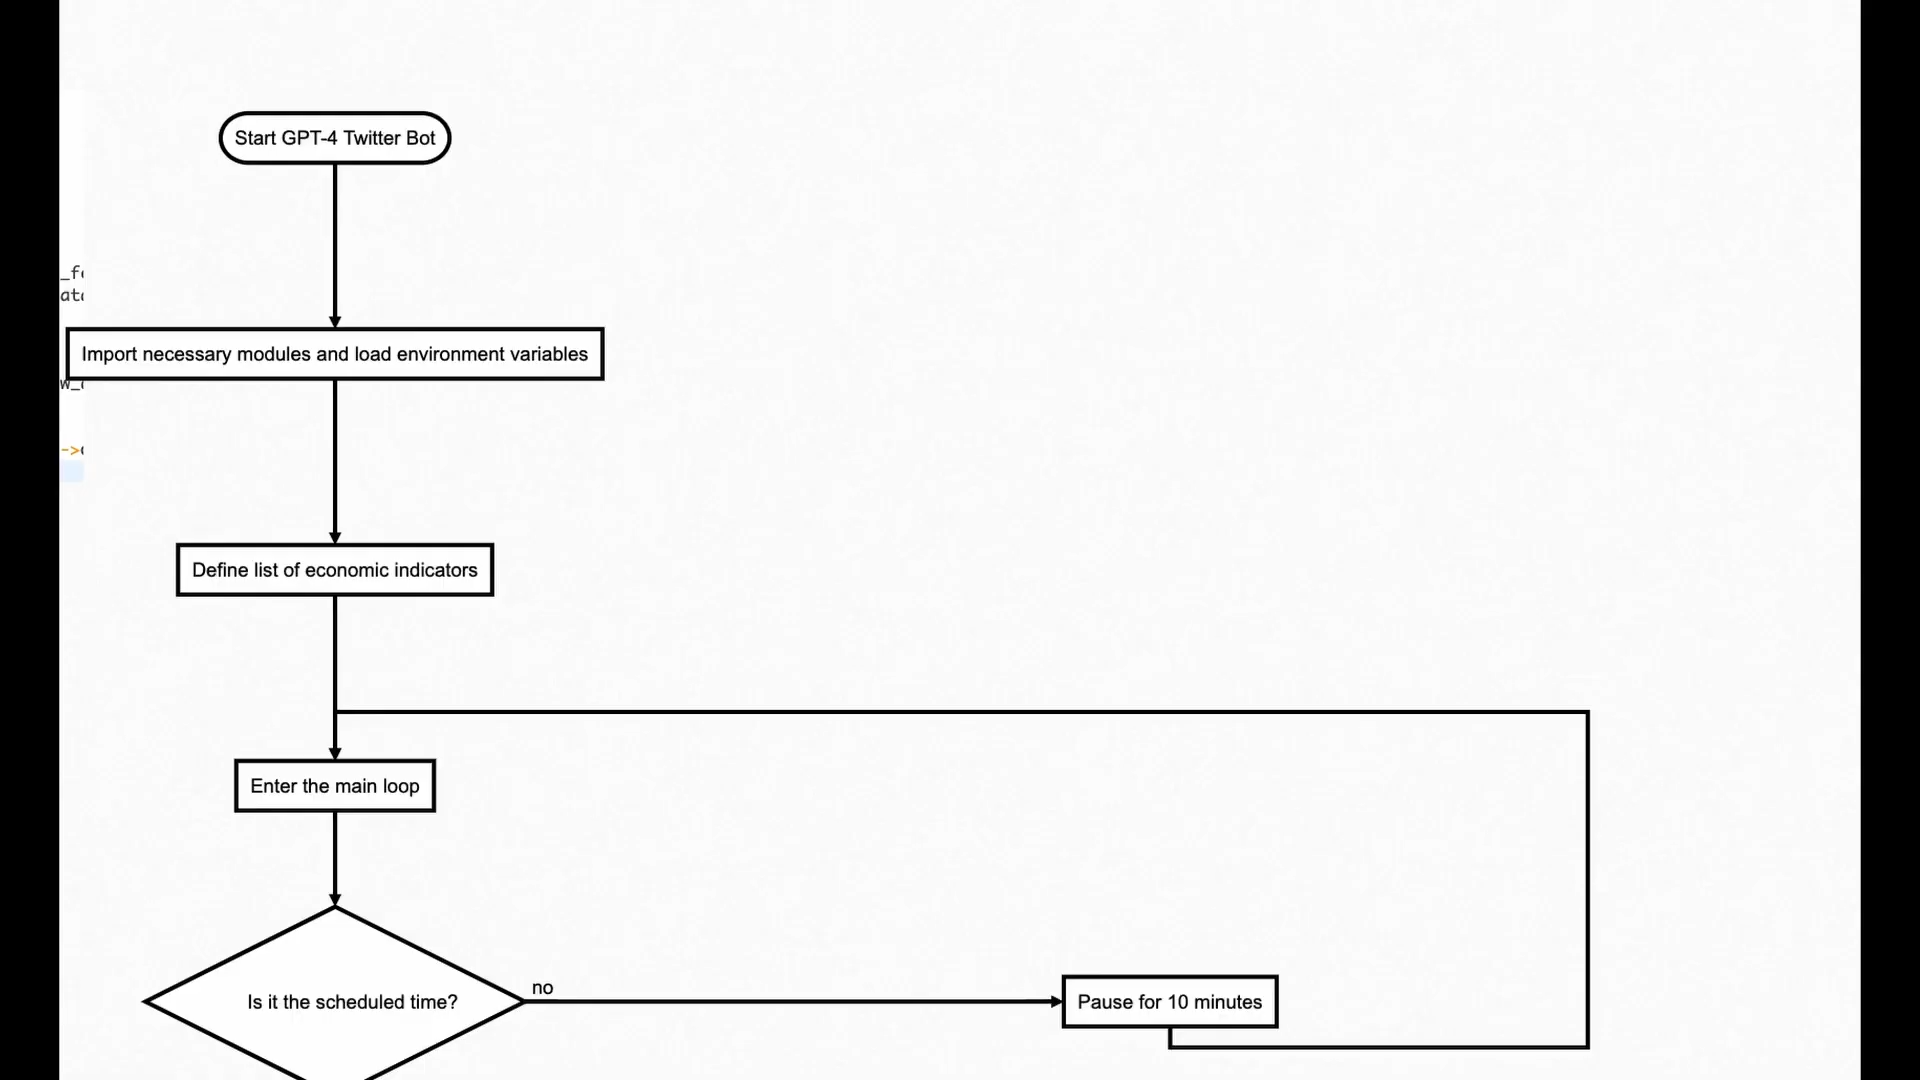 Start GPT-4 Twitter Bot
Import necessary modules and load environment variables
->
Define list of economic indicators
Enter the main loop
Is it the scheduled time?
no
Pause for 10 minutes